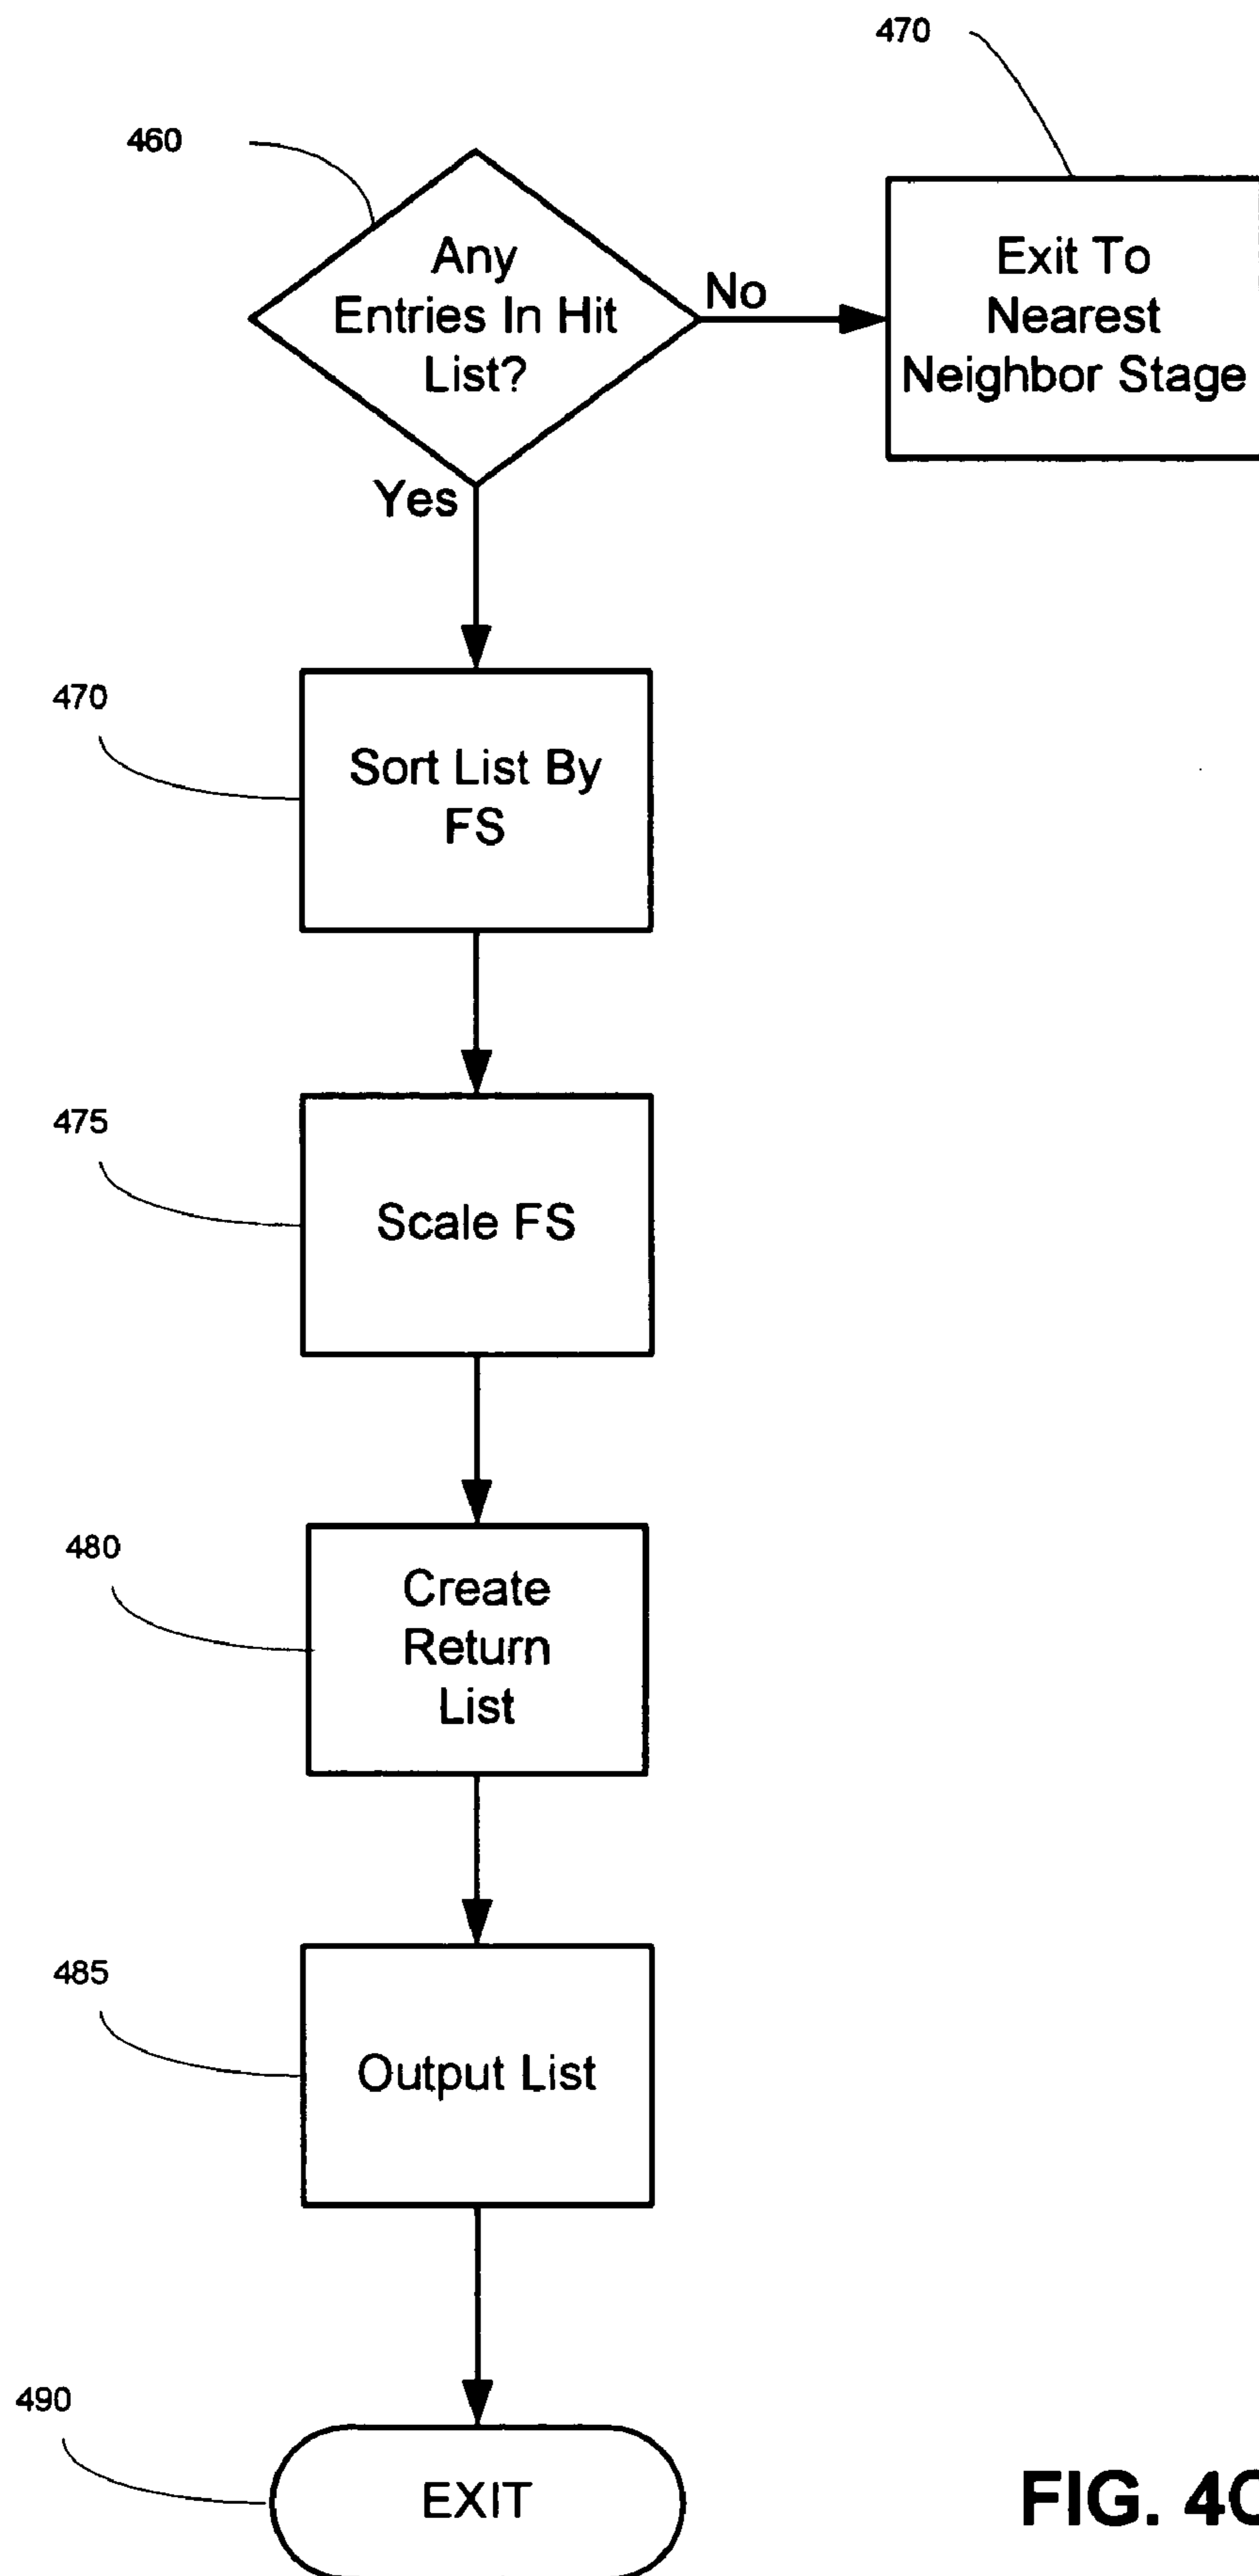 470
460
Any
Entries In Hit
List?
No
Exit To
Nearest
Neighbor Stage
Yes
470
Sort List By
FS
475
Scale FS
480
Create
Return
List
485
Output List
490
EXIT
FIG.